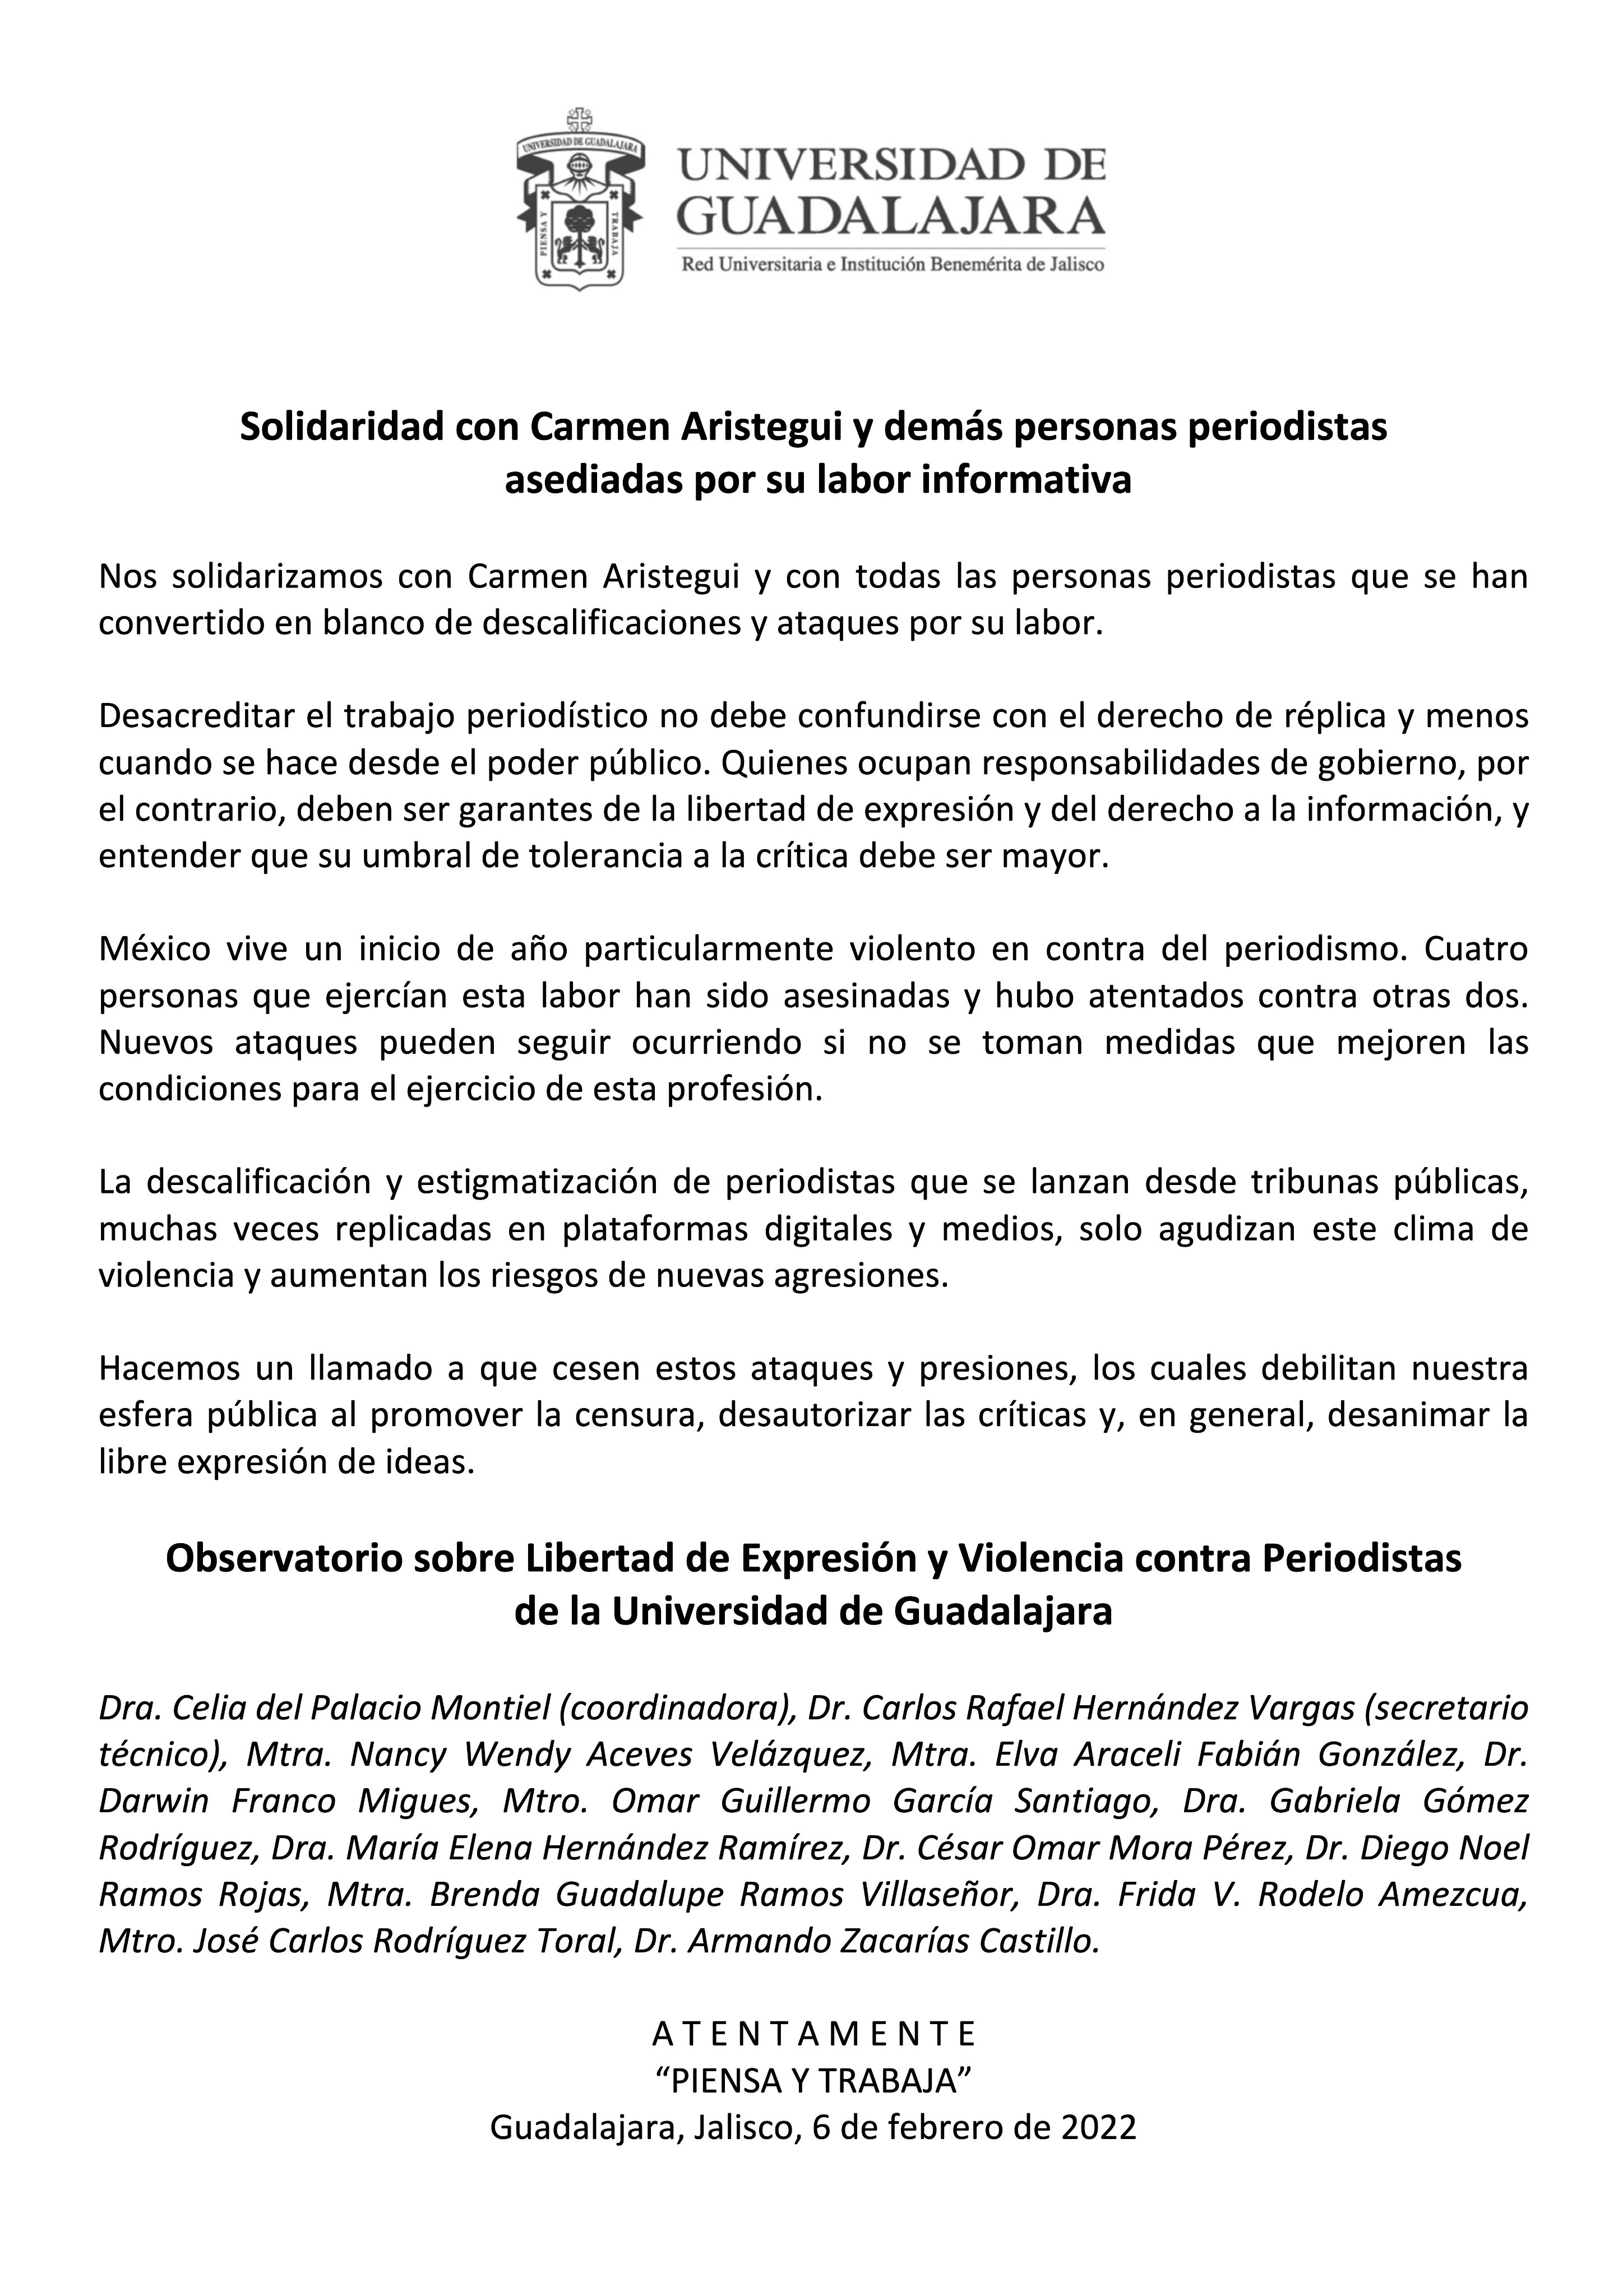 UNIVERSIDAD DE GUADALAJARA
PIENSA Y
TRABAJA
UNIVERSIDAD DE
GUADALAJARA
Red Universitaria e Institución Benemérita de Jalisco
Solidaridad con Carmen Aristegui y demás personas periodistas
asediadas por su labor informativa
Nos solidarizamos con Carmen Aristegui y con todas las personas periodistas que se han
convertido en blanco de descalificaciones y ataques por su labor.
Desacreditar el trabajo periodístico no debe confundirse con el derecho de réplica y menos
cuando se hace desde el poder público. Quienes ocupan responsabilidades de gobierno, por
el contrario, deben ser garantes de la libertad de expresión y del derecho a la información, y
entender que su umbral de tolerancia a la crítica debe ser mayor.
México vive un inicio de año particularmente violento en contra del periodismo. Cuatro
personas que ejercían esta labor han sido asesinadas y hubo atentados contra otras dos.
Nuevos ataques pueden seguir ocurriendo si no se toman medidas que mejoren las
condiciones para el ejercicio de esta profesión.
La descalificación y estigmatización de periodistas que se lanzan desde tribunas públicas,
muchas veces replicadas en plataformas digitales y medios, solo agudizan este clima de
violencia y aumentan los riesgos de nuevas agresiones.
Hacemos un llamado a que cesen estos ataques y presiones, los cuales debilitan nuestra
esfera pública al promover la censura, desautorizar las críticas y, en general, desanimar la
libre expresión de ideas.
Observatorio sobre Libertad de Expresión y Violencia contra Periodistas
de la Universidad de Guadalajara
Dra. Celia del Palacio Montiel (coordinadora), Dr. Carlos Rafael Hernández Vargas (secretario
técnico), Mtra. Nancy Wendy Aceves Velázquez, Mtra. Elva Araceli Fabián González, Dr.
Darwin Franco Migues, Mtro. Omar Guillermo García Santiago, Dra. Gabriela Gómez
Rodríguez, Dra. María Elena Hernández Ramírez, Dr. César Omar Mora Pérez, Dr. Diego Noel
Ramos Rojas, Mtra. Brenda Guadalupe Ramos Villaseñor, Dra. Frida V. Rodelo Amezcua,
Mtro. José Carlos Rodríguez Toral, Dr. Armando Zacarías Castillo.
A T E N T A M E N T E
“PIENSA Y TRABAJA”
Guadalajara, Jalisco, 6 de febrero de 2022